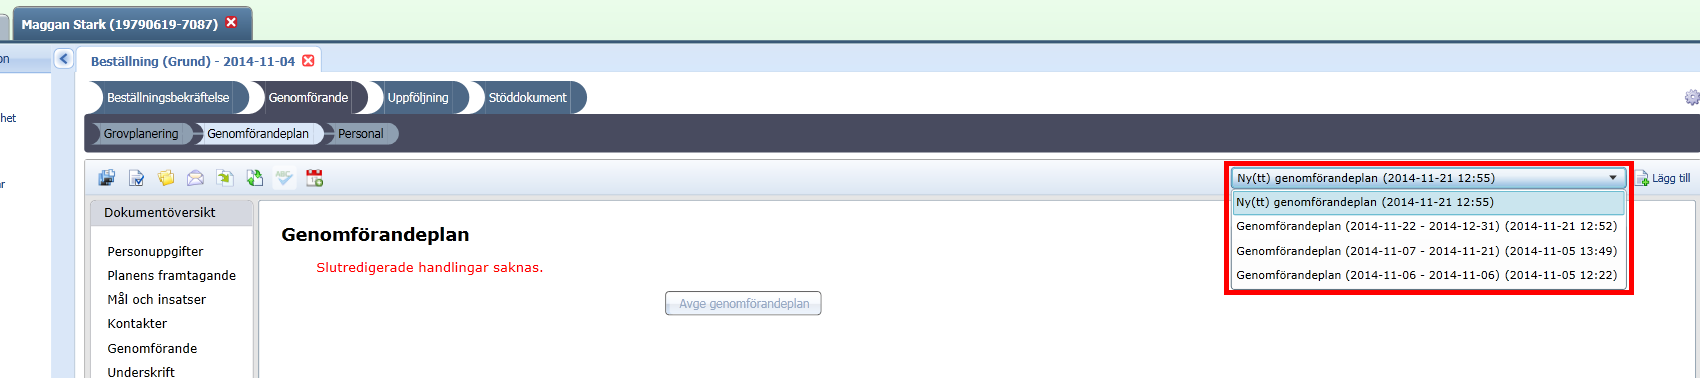 Maggan Stark (19790619-7087)
on
Beställning (Grund) - 2014-11-04
Beställningsbekräftelse
Genomförande
Uppföljning
Stöddokument
het
Grovplanering
Genomförandeplan
Personal
ABC
Ny(tt) genomförandeplan (2014-11-21 12:55)
Lägg till
ar
Dokumentöversikt
Ny(tt) genomförandeplan (2014-11-21 12:55)
Genomförandeplan (2014-11-22 - 2014-12-31) (2014-11-21 12:52)
Genomförandeplan (2014-11-07 - 2014-11-21) (2014-11-05 13:49)
Genomförandeplan (2014-11-06 - 2014-11-06) (2014-11-05 12:22)
Personuppgifter
Planens framtagande
Mål och insatser
Kontakter
Genomförande
Underskrift
Genomförandeplan
Slutredigerade handlingar saknas.
Avge genomförandeplan